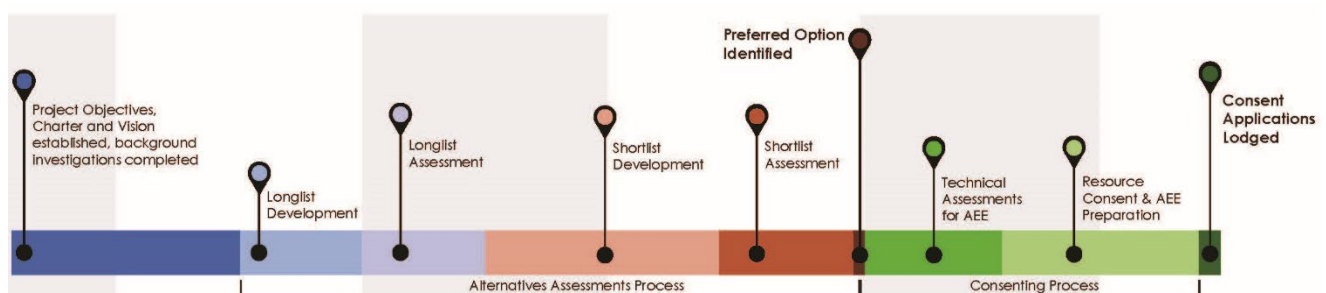 Project Objectives,
Charter and Vision
established, background
investigations completed
Longlist
Development
Longlist
Assessment
Shortlist
Development
Shortlist
Assessment
Preferred Option
Identified
Technical
Assessments
for AEE
Resource
Consent & AEE
Preparation
Consent
Applications
Lodged
Alternatives Assessments Process
Consenting Process